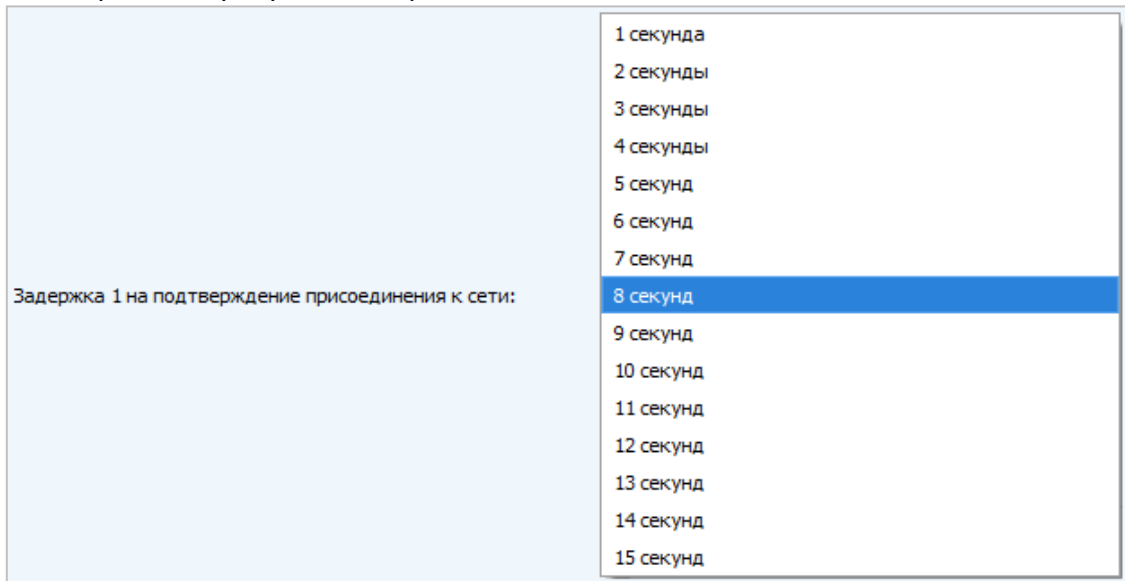 1 секунда
2 секунды
3 секунды
4 секунды
5 секунд
6 секунд
7 секунд
Задержка 1 на подтверждение присоединения к сети: 8 секунд
9 секунд
10 секунд
11 секунд
12 секунд
13 секунд
14 секунд
15 секунд